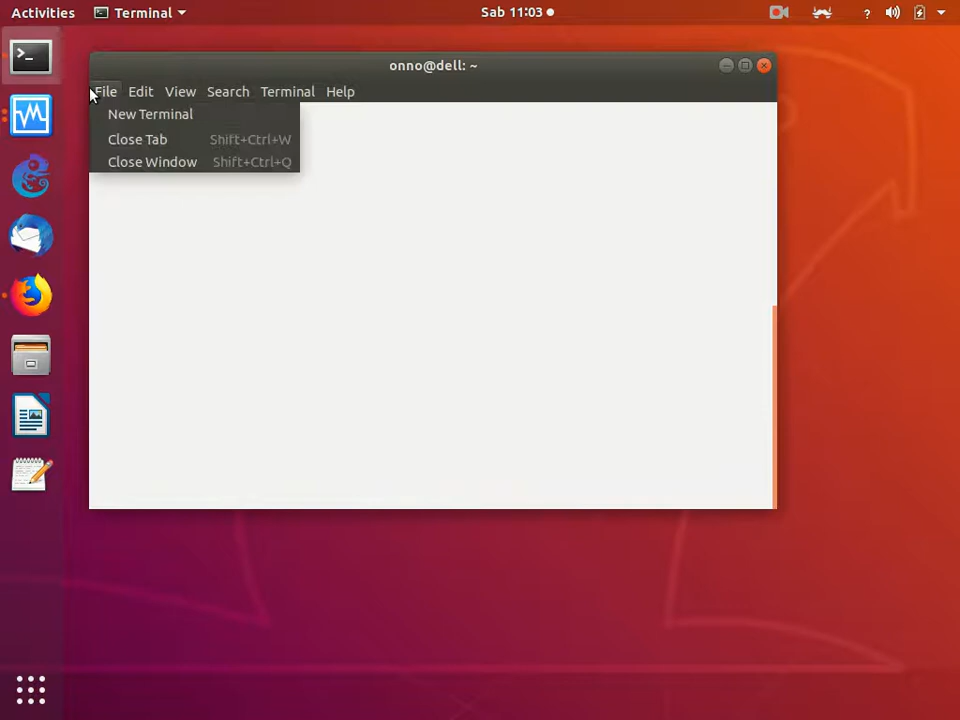 Activities Terminal Sab 11:03 ?
onno@dell: ~
File Edit View Search Terminal Help
New Terminal
Close Tab Shift+Ctrl+W
Close Window Shift+Ctrl+Q